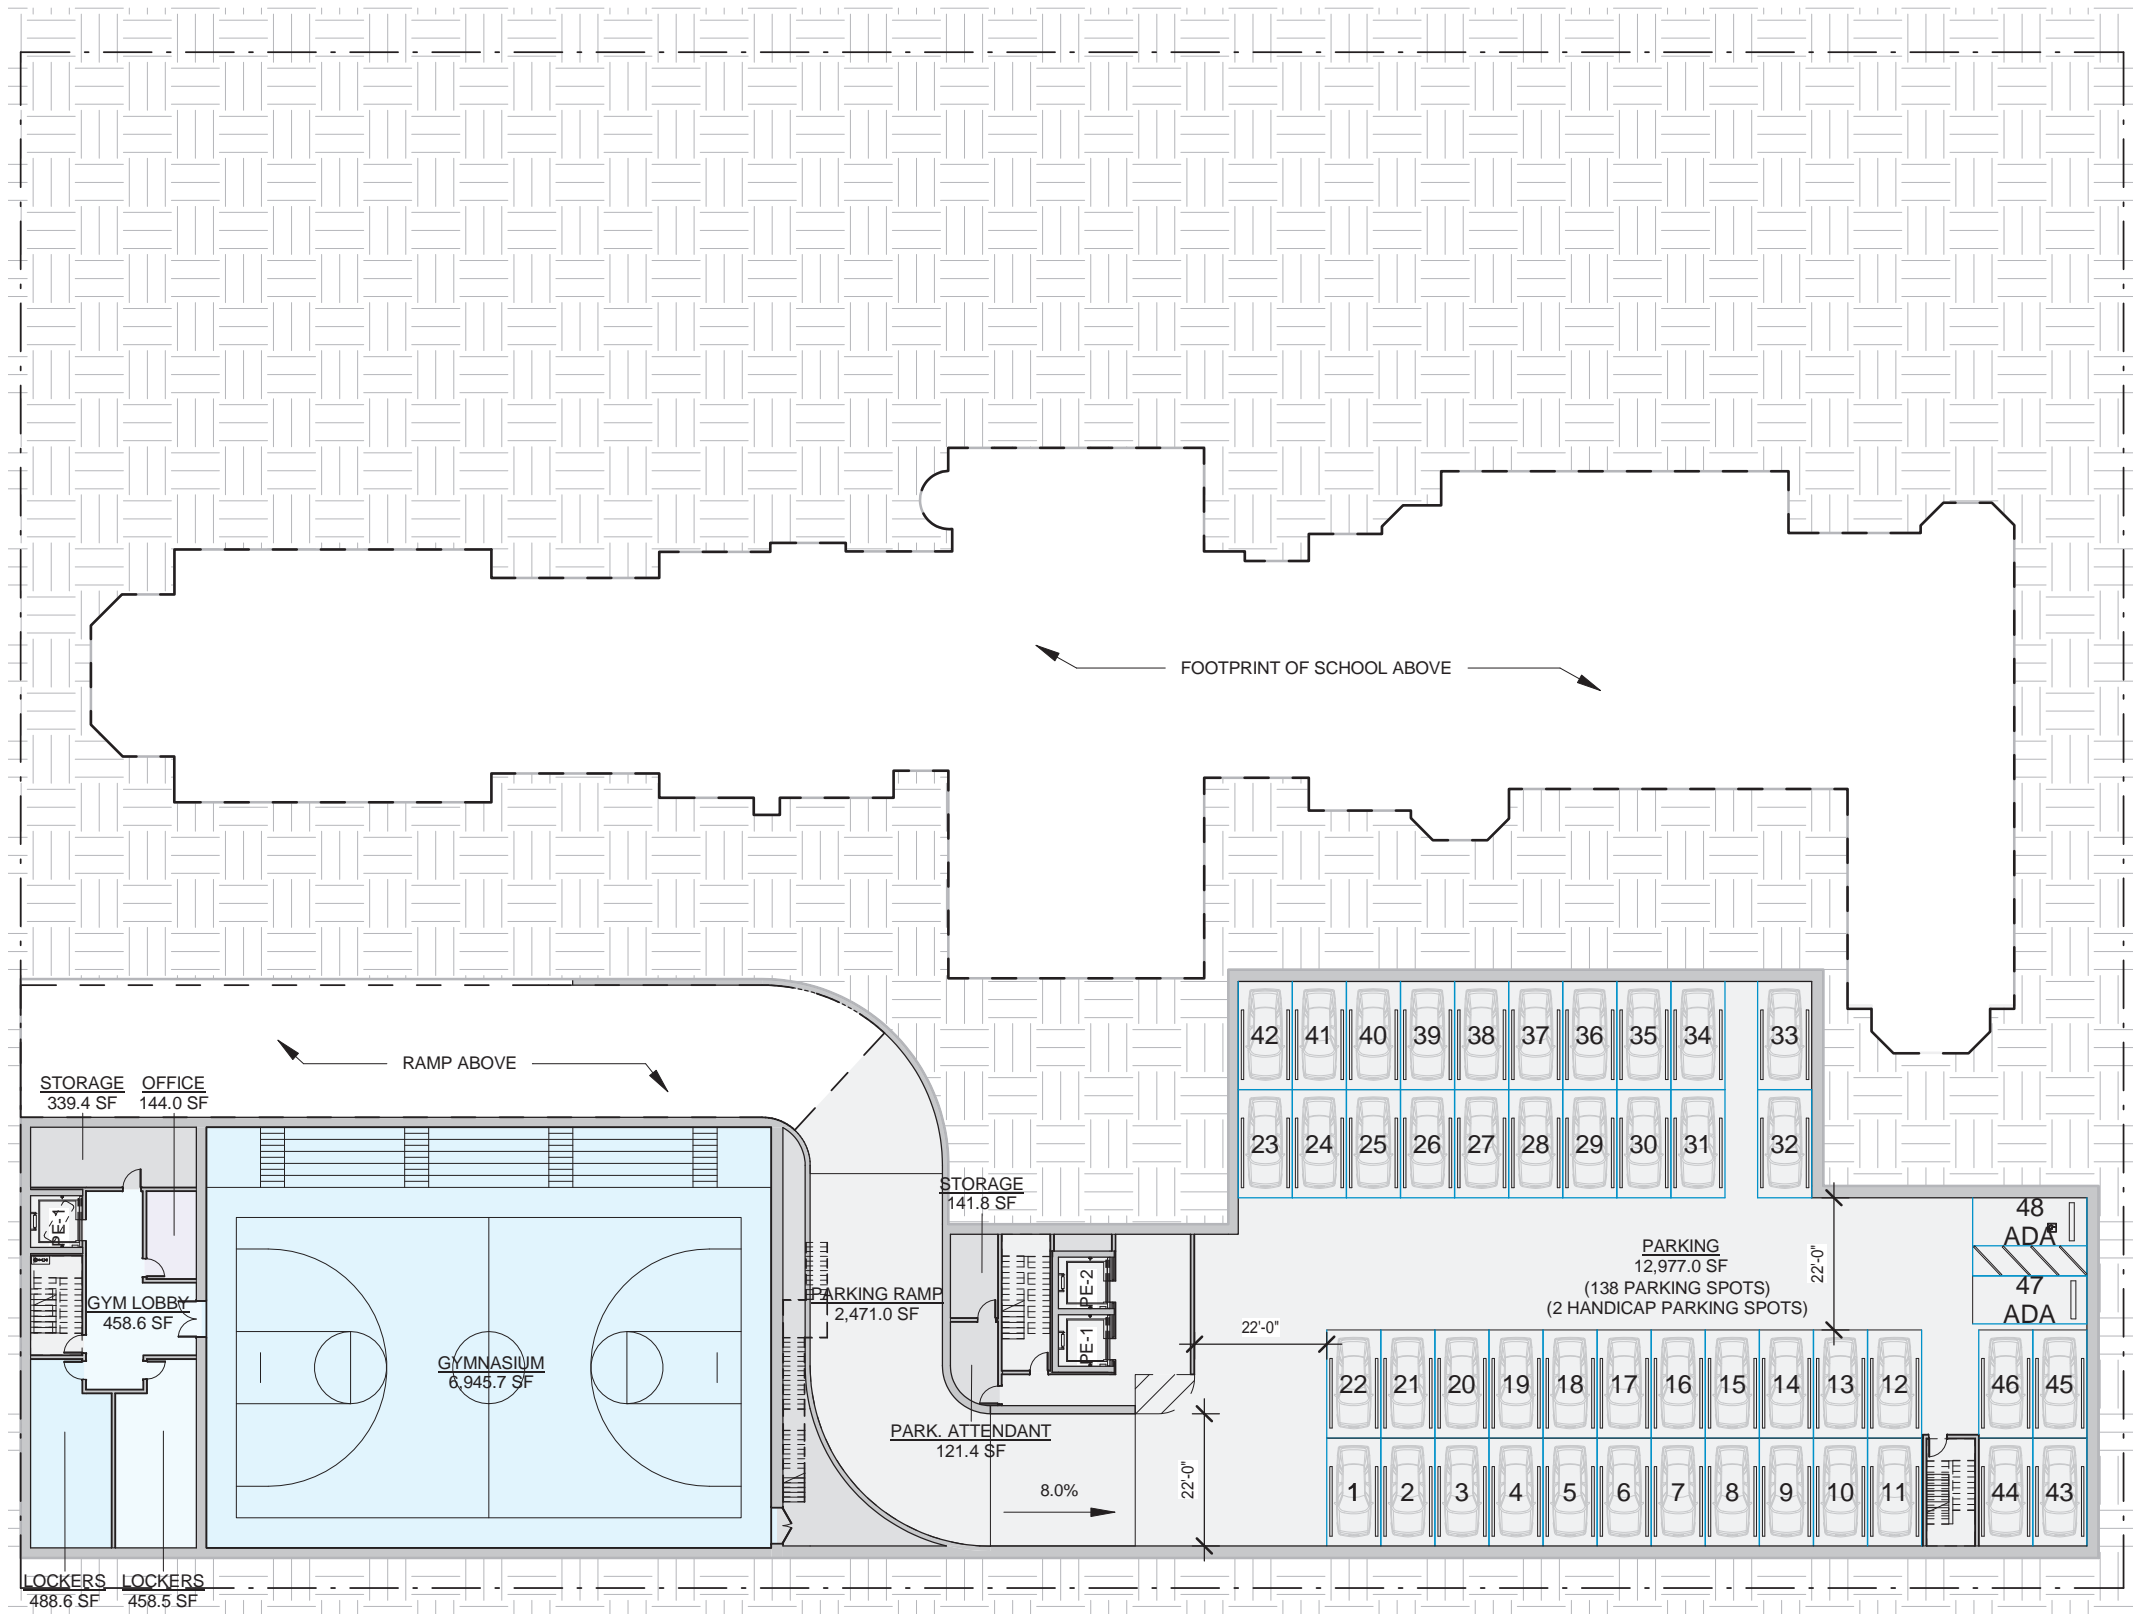 FOOTPRINT OF SCHOOL ABOVE
RAMP ABOVE
STORAGE
339.4 SF
OFFICE
144.0 SF
PE-1
GYM LOBBY
458.6 SF
GYMNASIUM
6,945.7 SF
LOCKERS
488.6 SF
LOCKERS
458.5 SF
PARKING RAMP
2,471.0 SF
STORAGE
141.8 SF
PE-2
PE-1
PARK. ATTENDANT
121.4 SF
8.0%
22'-0"
22'-0"
22'-0"
PARKING
12,977.0 SF
(138 PARKING SPOTS)
(2 HANDICAP PARKING SPOTS)
42 41 40 39 38 37 36 35 34 33
23 24 25 26 27 28 29 30 31 32
48
ADA
47
ADA
22 21 20 19 18 17 16 15 14 13 12 46 45
1 2 3 4 5 6 7 8 9 10 11 44 43